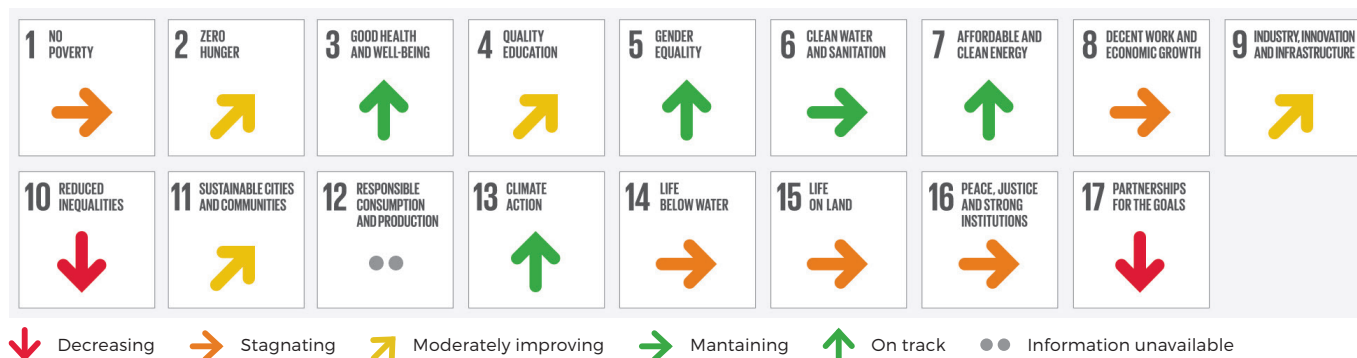 1 NO
POVERTY
2 ZERO
HUNGER
3 GOOD HEALTH
AND WELL-BEING
4 QUALITY
EDUCATION
5 GENDER
EQUALITY
6 CLEAN WATER
AND SANITATION
7 AFFORDABLE AND
CLEAN ENERGY
8 DECENT WORK AND
ECONOMIC GROWTH
9 INDUSTRY, INNOVATION
AND INFRASTRUCTURE
10 REDUCED
INEQUALITIES
11 SUSTAINABLE CITIES
AND COMMUNITIES
12 RESPONSIBLE
CONSUMPTION
AND PRODUCTION
13 CLIMATE
ACTION
14 LIFE
BELOW WATER
15 LIFE
ON LAND
16 PEACE, JUSTICE
AND STRONG
INSTITUTIONS
17 PARTNERSHIPS
FOR THE GOALS
Decreasing Stagnating Moderately improving Mantaining On track Information unavailable